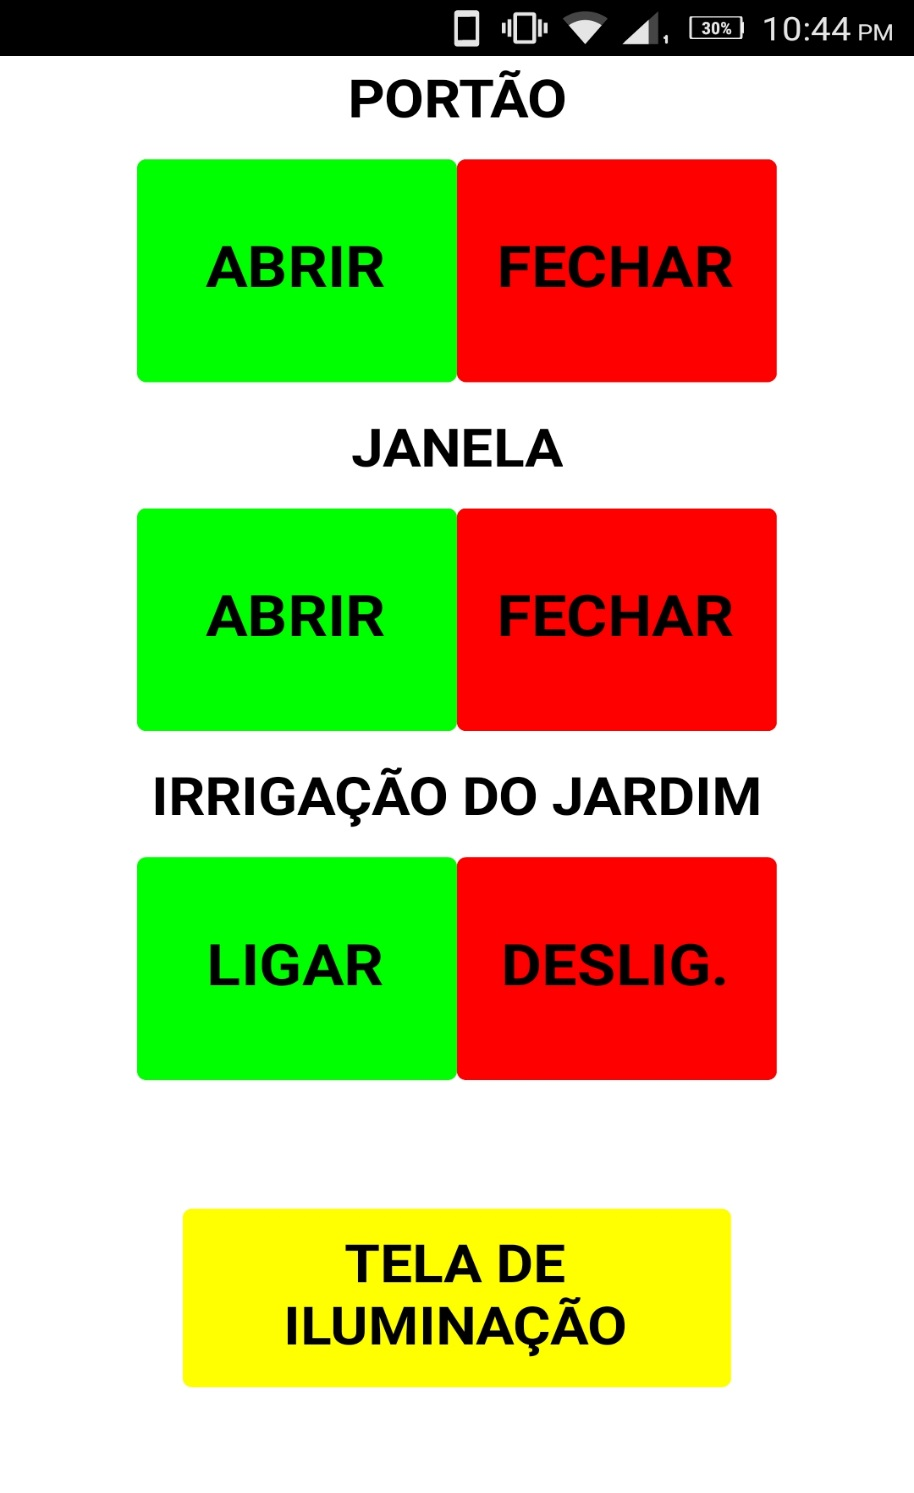 30% 10:44 PM
PORTÃO
ABRIR FECHAR
JANELA
ABRIR FECHAR
IRRIGAÇÃO DO JARDIM
LIGAR DESLIG.
TELA DE
ILUMINAÇÃO